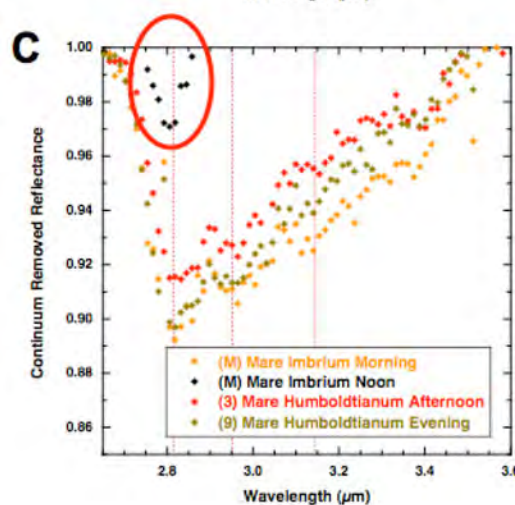 C
1.00
0.98
0.96
0.94
0.92
0.90
0.88
0.86
Continuum Removed Reflectance
(M) Mare Imbrium Morning
(M) Mare Imbrium Noon
(3) Mare Humboldtianum Afternoon
(9) Mare Humboldtianum Evening
2.8 3.0 3.2 3.4 3.6
Wavelength (µm)